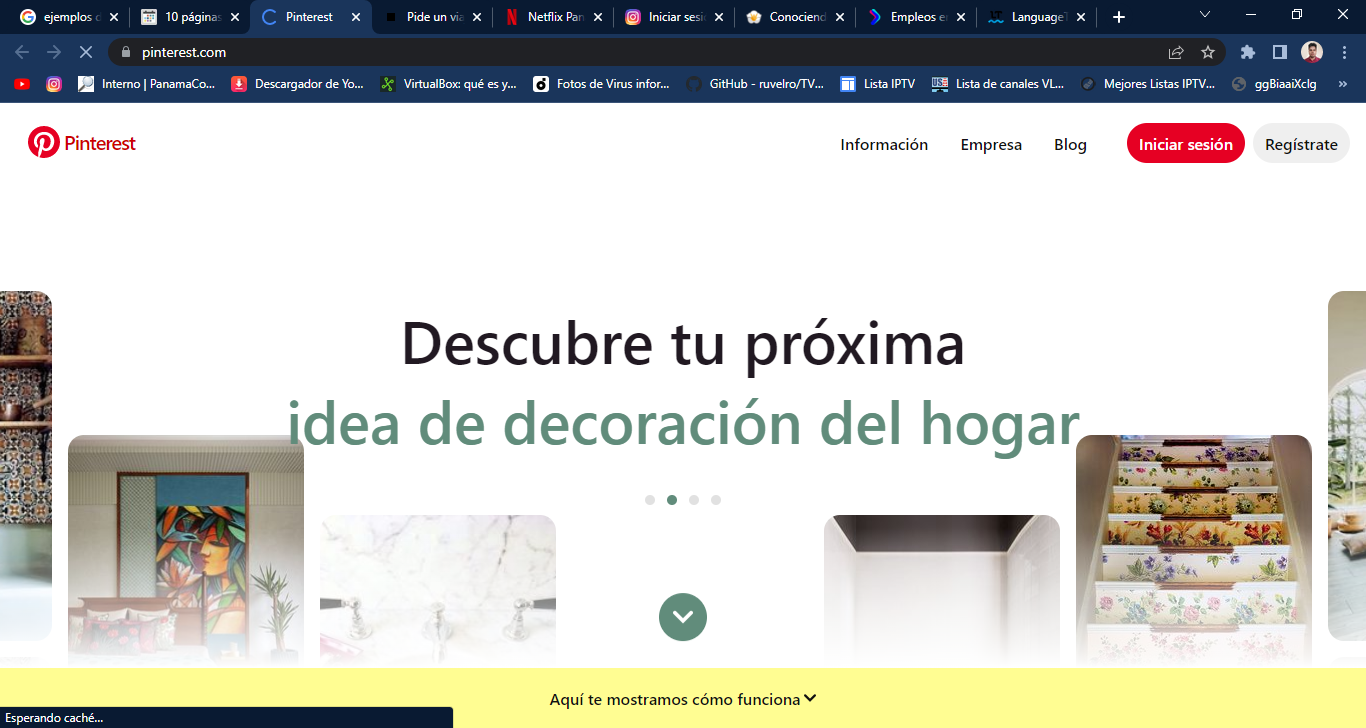 ejemplos d
10 páginas
Pinterest
Pide un via
Netflix Pan
Iniciar sesi
Conociend
Empleos en
LanguageT
pinterest.com
Interno | PanamaCo...
Descargador de Yo...
VirtualBox: qué es y...
Fotos de Virus infor...
GitHub - ruvelro/TV...
Lista IPTV
Lista de canales VL...
Mejores Listas IPTV...
ggBiaaiXclg
»
Pinterest
Información
Empresa
Blog
Iniciar sesión
Regístrate
Descubre tu próxima
idea de decoración del hogar
Aquí te mostramos cómo funciona
Esperando caché...